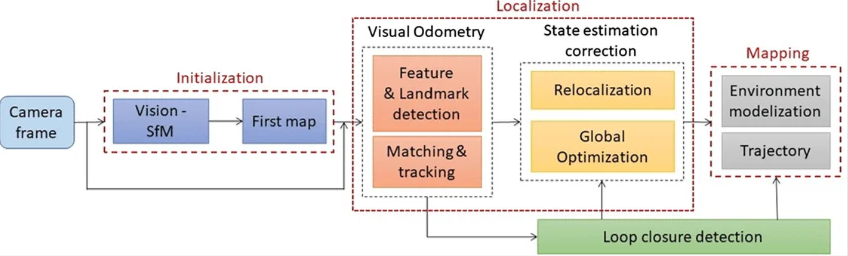 Localization
Visual Odometry
State estimation
correction
Mapping
Initialization
Camera
frame
Vision -
SfM
First map
Feature
& Landmark
detection
Matching &
tracking
Relocalization
Global
Optimization
Environment
modelization
Trajectory
Loop closure detection